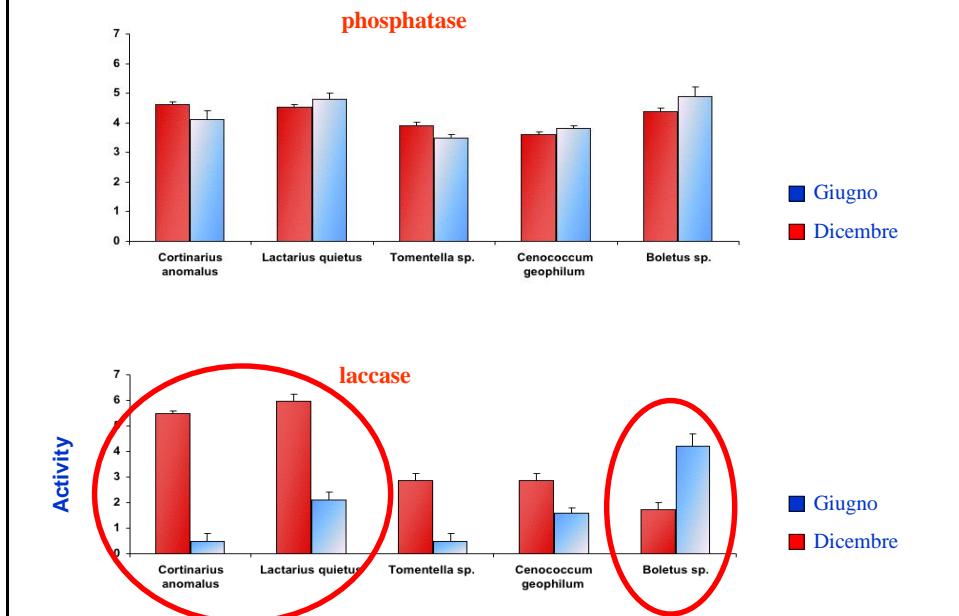 phosphatase
7
6
5
4
3
2
1
0
Cortinarius
anomalus
Lactarius quietus
Tomentella sp.
Cenococcum
geophilum
Boletus sp.
Giugno
Dicembre
laccase
Activity
7
6
5
4
3
2
1
0
Cortinarius
anomalus
Lactarius quietus
Tomentella sp.
Cenococcum
geophilum
Boletus sp.
Giugno
Dicembre